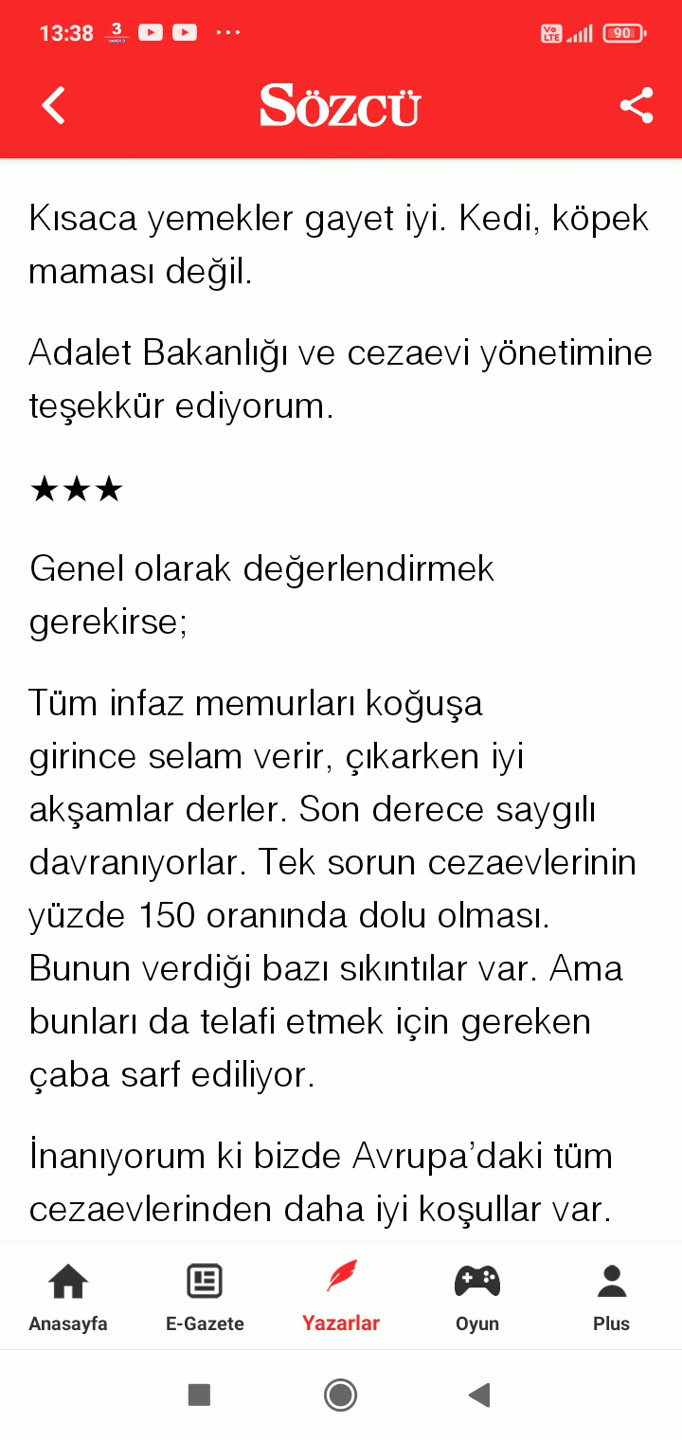 13:38 3 90
SÖZCÜ
Kısaca yemekler gayet iyi. Kedi, köpek
maması değil.
Adalet Bakanlığı ve cezaevi yönetimine
teşekkür ediyorum.
★★★
Genel olarak değerlendirmek
gerekirse;
Tüm infaz memurları koğuşa
girince selam verir, çıkarken iyi
akşamlar derler. Son derece saygılı
davranıyorlar. Tek sorun cezaevlerinin
yüzde 150 oranında dolu olması.
Bunun verdiği bazı sıkıntılar var. Ama
bunları da telafi etmek için gereken
çaba sarf ediliyor.
İnanıyorum ki bizde Avrupa’daki tüm
cezaevlerinden daha iyi koşullar var.
Anasayfa E-Gazete Yazarlar Oyun Plus